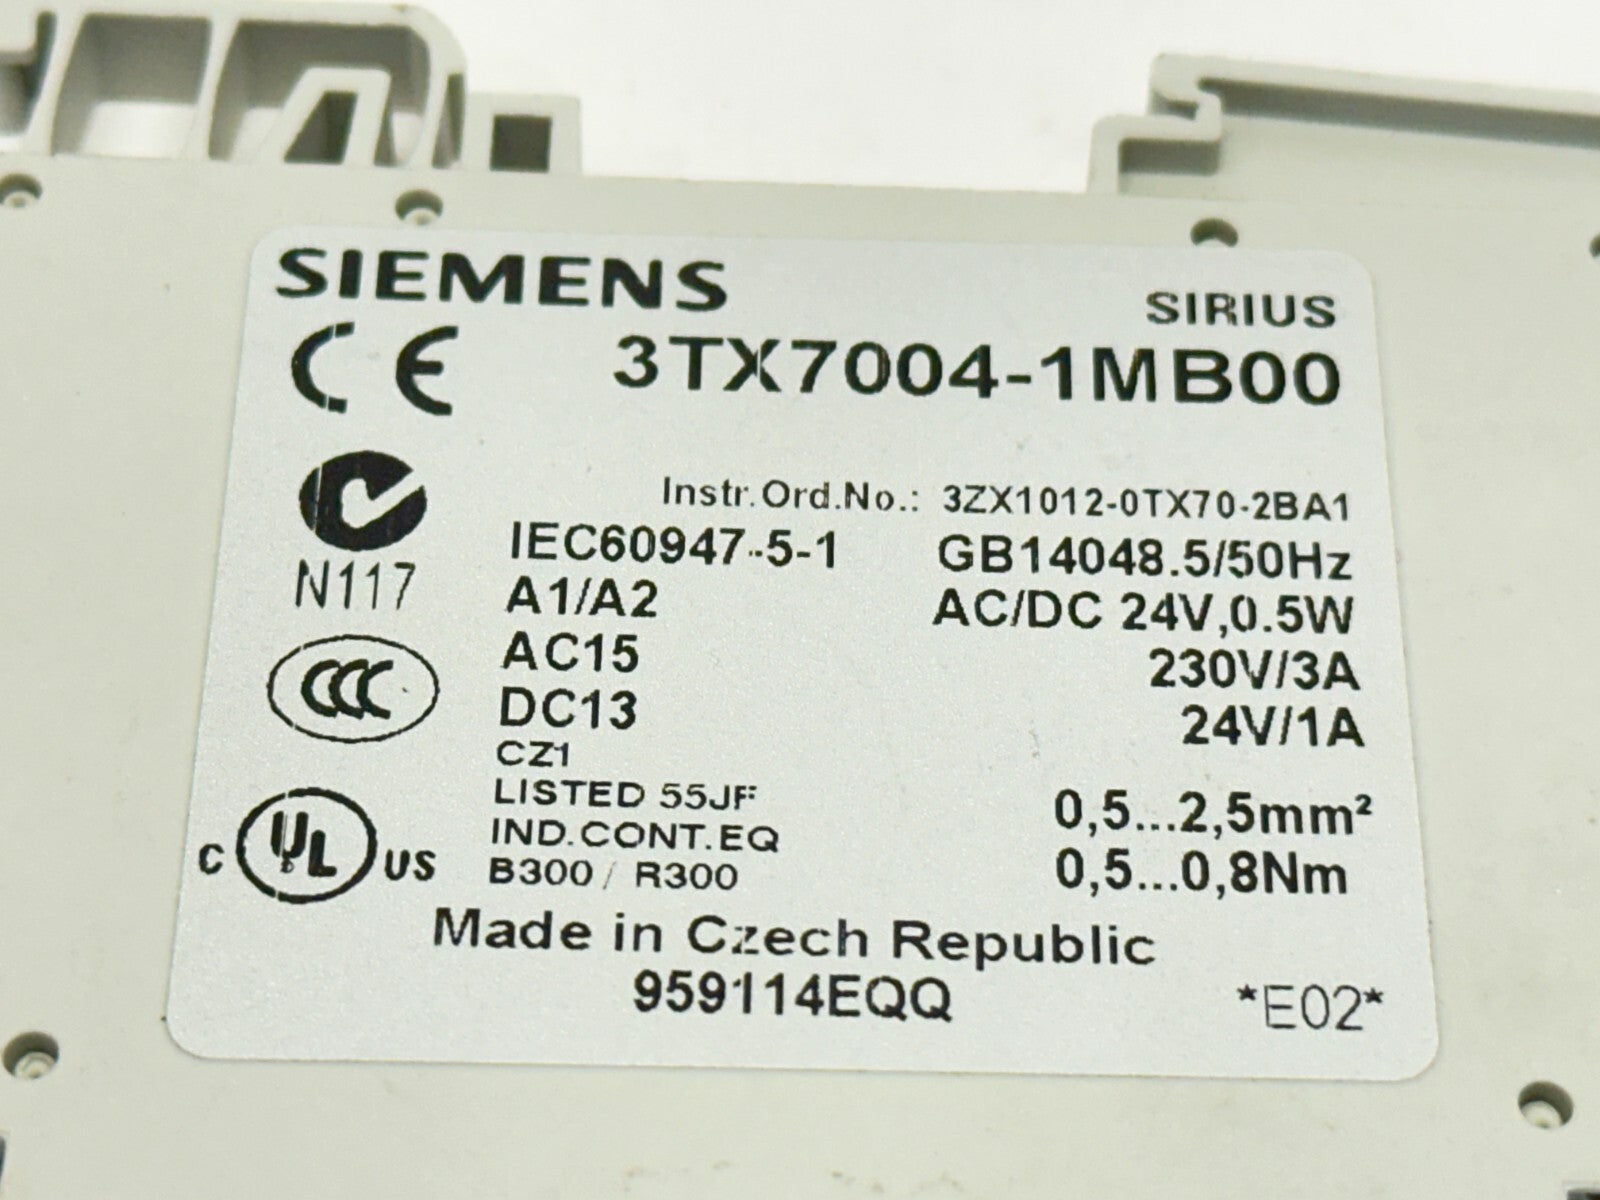 SIEMENS
SIRIUS
CE 3TX7004-1MB00
Instr.Ord.No.: 3ZX1012-0TX70-2BA1
N117
IEC60947-5-1 GB14048.5/50Hz
A1/A2 AC/DC 24V,0.5W
AC15 230V/3A
DC13 24V/1A
CCC
CZ1
LISTED 55JF 0,5...2,5mm²
IND.CONT.EQ
B300 / R300 0,5...0,8Nm
C UL US
Made in Czech Republic
959114EQQ *E02*